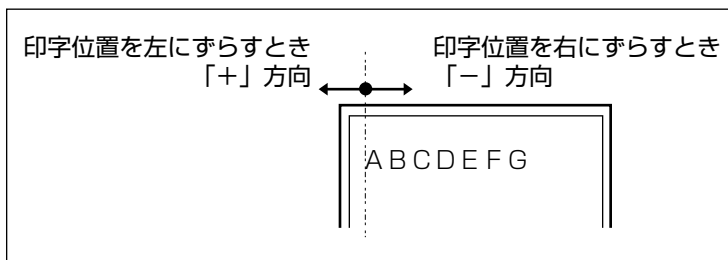 印字位置を左にずらすとき
「＋」方向
印字位置を右にずらすとき
「－」方向
ＡＢＣＤＥＦＧ